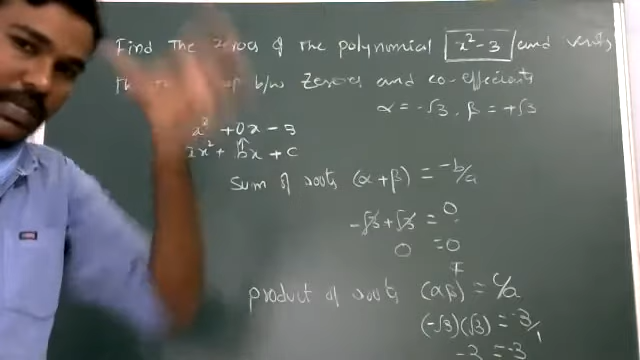 Find The zeroes of the polynomial x²-3 and verify
b/w zeroes and co-efficients
α = -√3, β = +√3
x² + 0x - 3
ax² + bx + c
Sum of roots (α+β) = -b/a
-√3 + √3 = 0
0 = 0
product of roots (αβ) = c/a
(-√3)(√3) = -3/1
-3 = -3